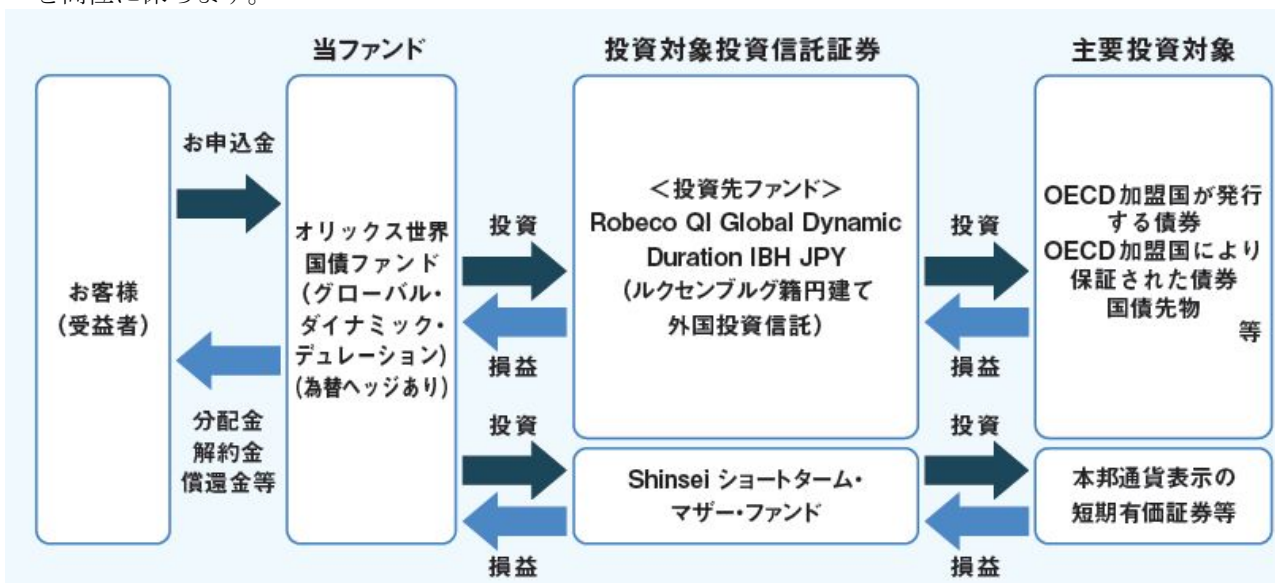 を高位に保ちます。
当ファンド
投資対象投資信託証券
主要投資対象
お客様
(受益者)
お申込金
分配金
解約金
償還金等
オリックス世界
国債ファンド
(グローバル・
ダイナミック・
デュレーション)
(為替ヘッジあり)
投資
損益
投資
損益
＜投資先ファンド＞
Robeco QI Global Dynamic
Duration IBH JPY
(ルクセンブルグ籍円建て
外国投資信託)
Shinsei ショートターム・
マザー・ファンド
投資
損益
投資
損益
OECD加盟国が発行
する債券
OECD加盟国により
保証された債券
国債先物
等
本邦通貨表示の
短期有価証券等